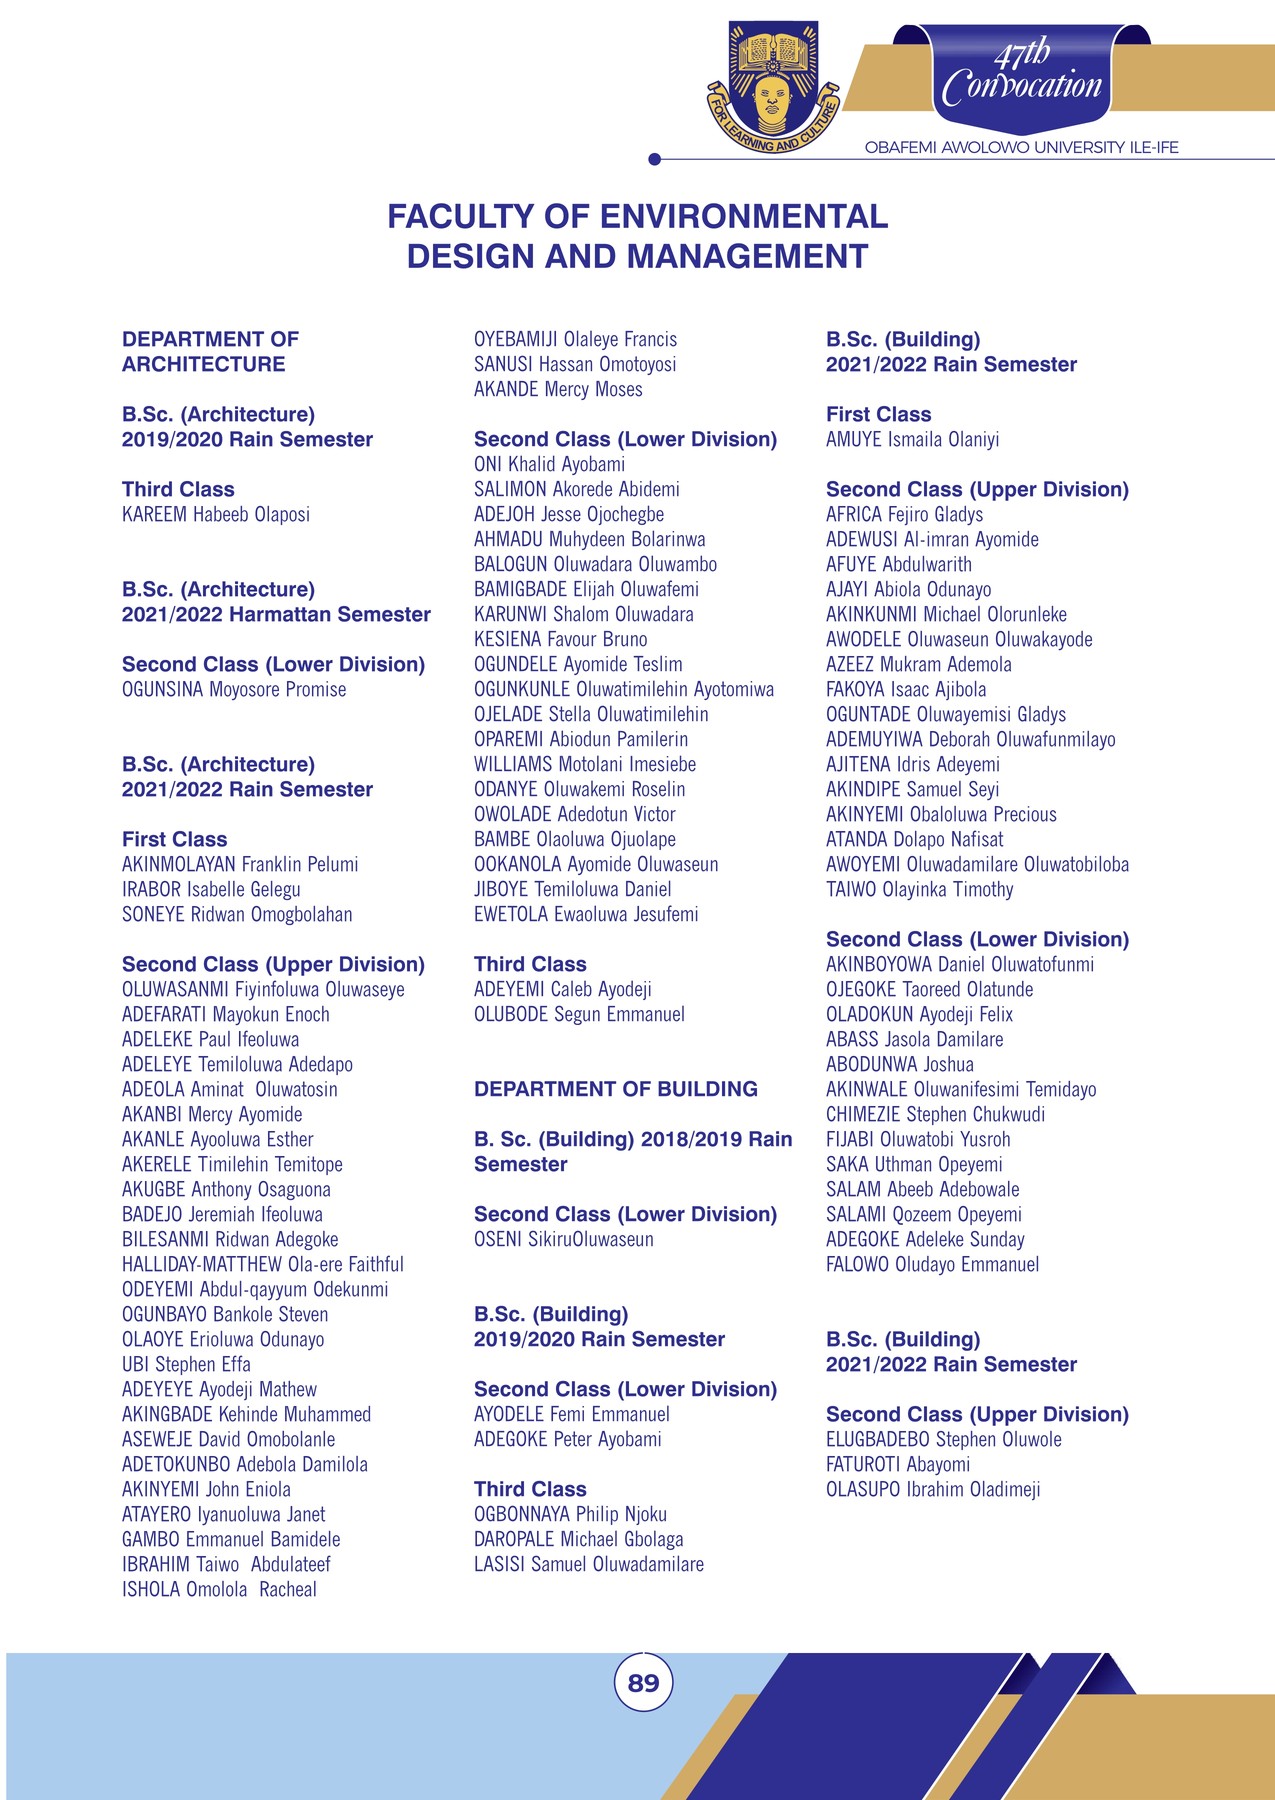 FOR LEARNING AND CULTURE
47th
Convocation
OBAFEMI AWOLOWO UNIVERSITY ILE-IFE
FACULTY OF ENVIRONMENTAL
DESIGN AND MANAGEMENT
DEPARTMENT OF
ARCHITECTURE
B.Sc. (Architecture)
2019/2020 Rain Semester
Third Class
KAREEM Habeeb Olaposi
B.Sc. (Architecture)
2021/2022 Harmattan Semester
Second Class (Lower Division)
OGUNSINA Moyosore Promise
B.Sc. (Architecture)
2021/2022 Rain Semester
First Class
AKINMOLAYAN Franklin Pelumi
IRABOR Isabelle Gelegu
SONEYE Ridwan Omogbolahan
Second Class (Upper Division)
OLUWASANMI Fiyinfoluwa Oluwaseye
ADEFARATI Mayokun Enoch
ADELEKE Paul Ifeoluwa
ADELEYE Temiloluwa Adedapo
ADEOLA Aminat  Oluwatosin
AKANBI Mercy Ayomide
AKANLE Ayooluwa Esther
AKERELE Timilehin Temitope
AKUGBE Anthony Osaguona
BADEJO Jeremiah Ifeoluwa
BILESANMI Ridwan Adegoke
HALLIDAY-MATTHEW Ola-ere Faithful
ODEYEMI Abdul-qayyum Odekunmi
OGUNBAYO Bankole Steven
OLAOYE Erioluwa Odunayo
UBI Stephen Effa
ADEYEYE Ayodeji Mathew
AKINGBADE Kehinde Muhammed
ASEWEJE David Omobolanle
ADETOKUNBO Adebola Damilola
AKINYEMI John Eniola
ATAYERO Iyanuoluwa Janet
GAMBO Emmanuel Bamidele
IBRAHIM Taiwo  Abdulateef
ISHOLA Omolola  Racheal
OYEBAMIJI Olaleye Francis
SANUSI Hassan Omotoyosi
AKANDE Mercy Moses
Second Class (Lower Division)
ONI Khalid Ayobami
SALIMON Akorede Abidemi
ADEJOH Jesse Ojochegbe
AHMADU Muhydeen Bolarinwa
BALOGUN Oluwadara Oluwambo
BAMIGBADE Elijah Oluwafemi
KARUNWI Shalom Oluwadara
KESIENA Favour Bruno
OGUNDELE Ayomide Teslim
OGUNKUNLE Oluwatimilehin Ayotomiwa
OJELADE Stella Oluwatimilehin
OPAREMI Abiodun Pamilerin
WILLIAMS Motolani Imesiebe
ODANYE Oluwakemi Roselin
OWOLADE Adedotun Victor
BAMBE Olaoluwa Ojuolape
OOKANOLA Ayomide Oluwaseun
JIBOYE Temiloluwa Daniel
EWETOLA Ewaoluwa Jesufemi
Third Class
ADEYEMI Caleb Ayodeji
OLUBODE Segun Emmanuel
DEPARTMENT OF BUILDING
B. Sc. (Building) 2018/2019 Rain
Semester
Second Class (Lower Division)
OSENI SikiruOluwaseun
B.Sc. (Building)
2019/2020 Rain Semester
Second Class (Lower Division)
AYODELE Femi Emmanuel
ADEGOKE Peter Ayobami
Third Class
OGBONNAYA Philip Njoku
DAROPALE Michael Gbolaga
LASISI Samuel Oluwadamilare
B.Sc. (Building)
2021/2022 Rain Semester
First Class
AMUYE Ismaila Olaniyi
Second Class (Upper Division)
AFRICA Fejiro Gladys
ADEWUSI Al-imran Ayomide
AFUYE Abdulwarith
AJAYI Abiola Odunayo
AKINKUNMI Michael Olorunleke
AWODELE Oluwaseun Oluwakayode
AZEEZ Mukram Ademola
FAKOYA Isaac Ajibola
OGUNTADE Oluwayemisi Gladys
ADEMUYIWA Deborah Oluwafunmilayo
AJITENA Idris Adeyemi
AKINDIPE Samuel Seyi
AKINYEMI Obaloluwa Precious
ATANDA Dolapo Nafisat
AWOYEMI Oluwadamilare Oluwatobiloba
TAIWO Olayinka Timothy
Second Class (Lower Division)
AKINBOYOWA Daniel Oluwatofunmi
OJEGOKE Taoreed Olatunde
OLADOKUN Ayodeji Felix
ABASS Jasola Damilare
ABODUNWA Joshua
AKINWALE Oluwanifesimi Temidayo
CHIMEZIE Stephen Chukwudi
FIJABI Oluwatobi Yusroh
SAKA Uthman Opeyemi
SALAM Abeeb Adebowale
SALAMI Qozeem Opeyemi
ADEGOKE Adeleke Sunday
FALOWO Oludayo Emmanuel
B.Sc. (Building)
2021/2022 Rain Semester
Second Class (Upper Division)
ELUGBADEBO Stephen Oluwole
FATUROTI Abayomi
OLASUPO Ibrahim Oladimeji
89